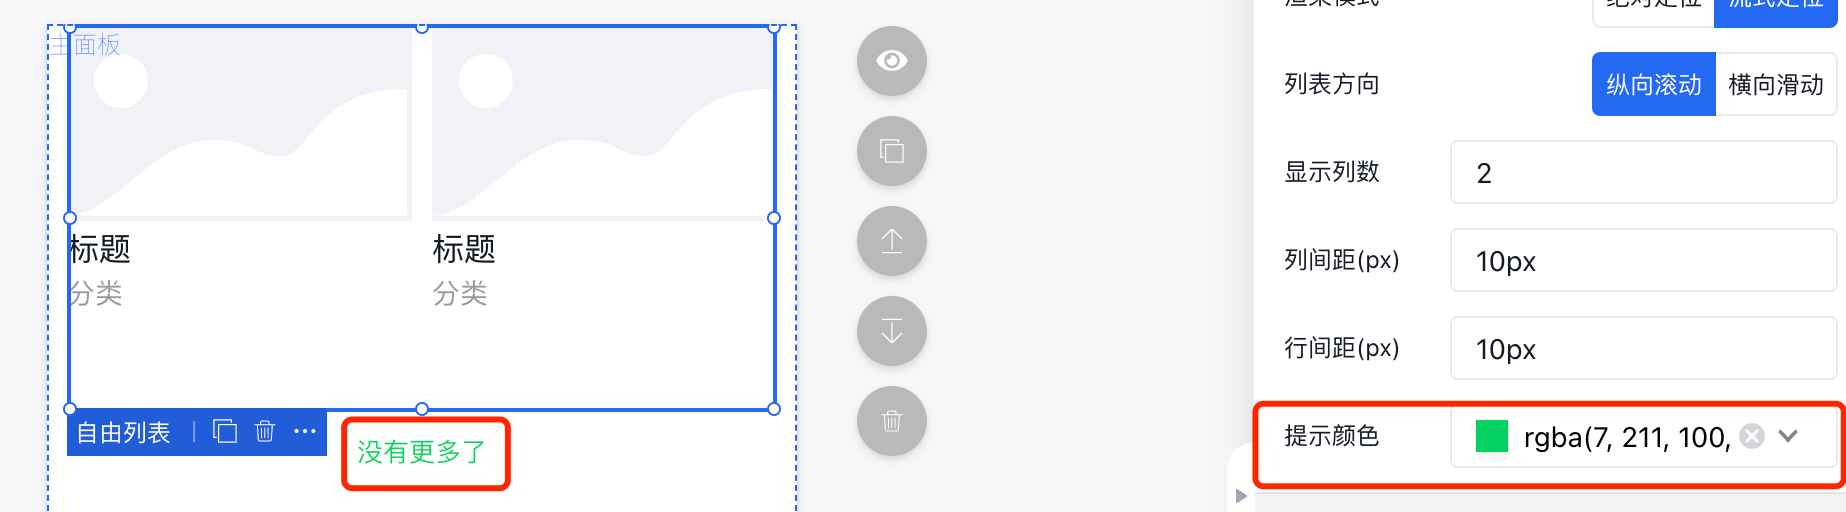 渲染模式
绝对定位
流式定位
主面板
列表方向
纵向滚动
横向滑动
显示列数
2
标题
标题
列间距(px)
10px
分类
分类
行间距(px)
10px
自由列表
没有更多了
提示颜色
rgba(7, 211, 100,